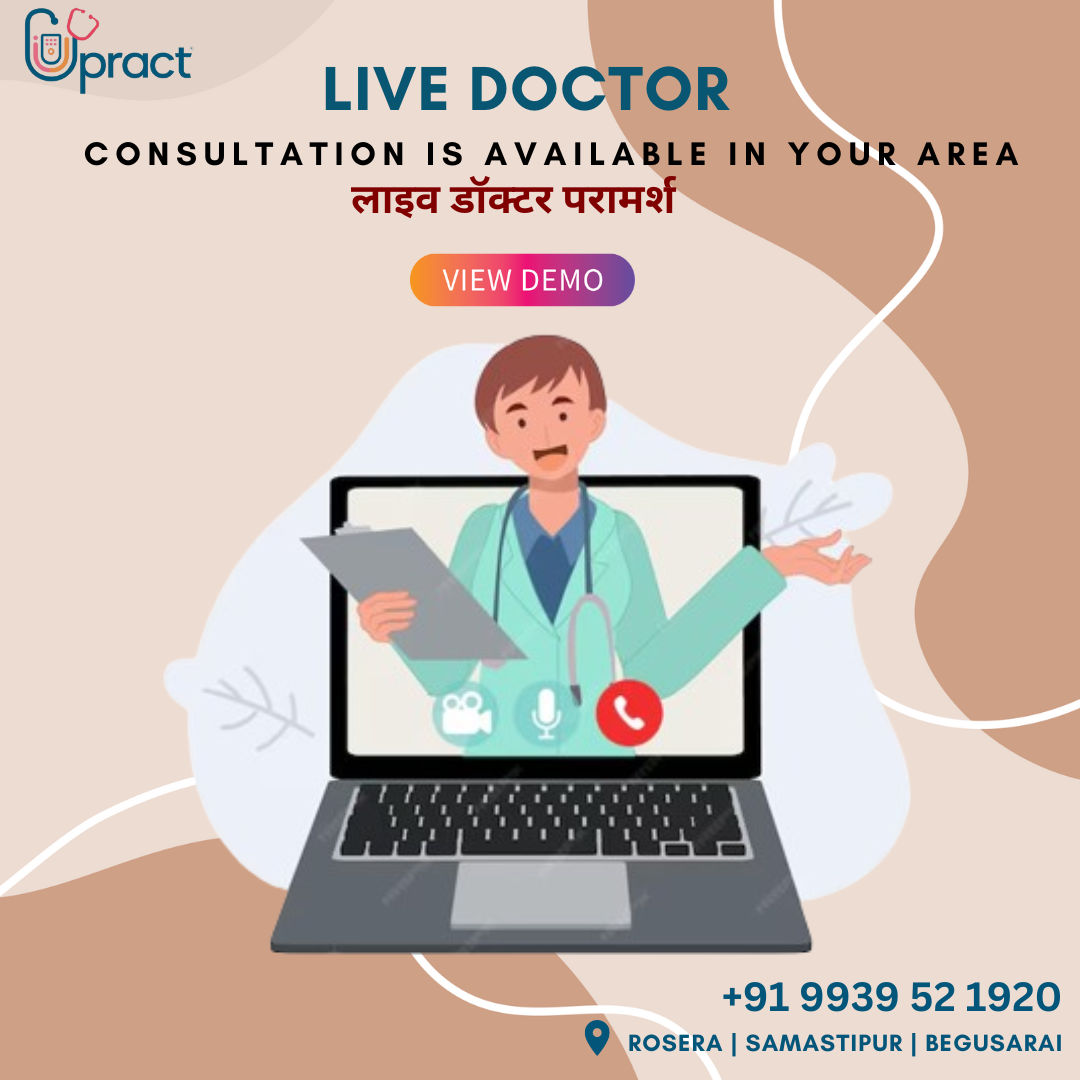 Upract
LIVE DOCTOR
CONSULTATION IS AVAILABLE IN YOUR AREA
लाइव डॉक्टर परामर्श
VIEW DEMO
+91 9939 52 1920
ROSERA | SAMASTIPUR | BEGUSARAI